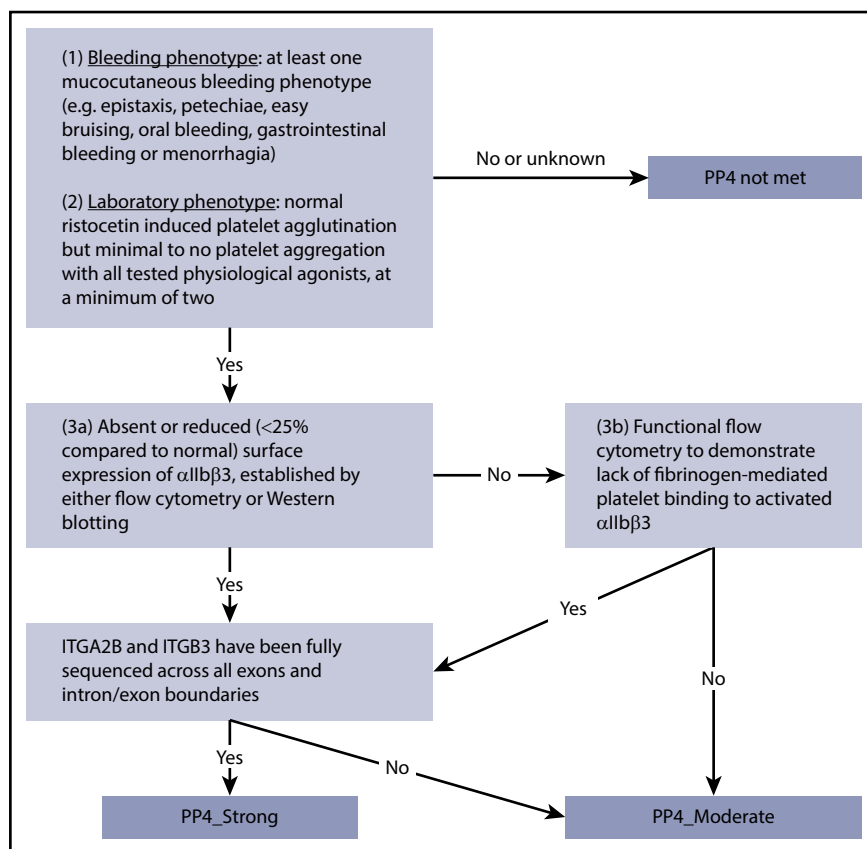 (1) Bleeding phenotype: at least one
mucocutaneous bleeding phenotype
(e.g. epistaxis, petechiae, easy
bruising, oral bleeding, gastrointestinal
bleeding or menorrhagia)
(2) Laboratory phenotype: normal
ristocetin induced platelet agglutination
but minimal to no platelet aggregation
with all tested physiological agonists, at
a minimum of two
No or unknown
PP4 not met
Yes
(3a) Absent or reduced (<25%
compared to normal) surface
expression of αIIbβ3, established by
either flow cytometry or Western
blotting
No
(3b) Functional flow
cytometry to demonstrate
lack of fibrinogen-mediated
platelet binding to activated
αIIbβ3
Yes
Yes
No
ITGA2B and ITGB3 have been fully
sequenced across all exons and
intron/exon boundaries
Yes
No
PP4_Strong
PP4_Moderate